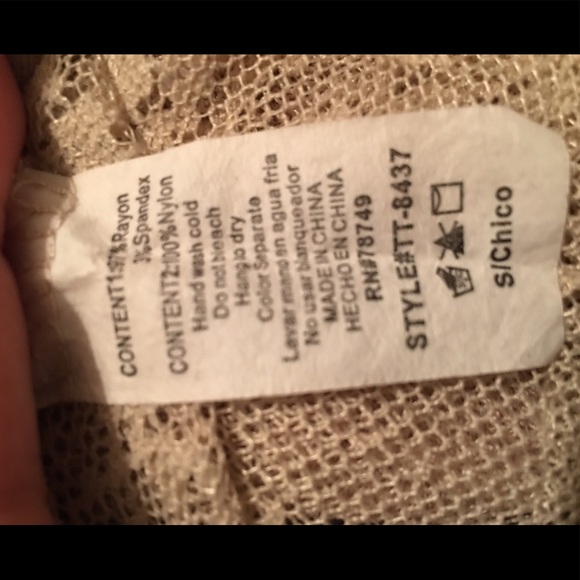 CONTENT1:97%Rayon
3%Spandex
CONTENT2:100%Nylon
Hand wash cold
Do not bleach
Hang to dry
Color Separate
Lavar mano en agua fria
No usar blanqueador
MADE IN CHINA
HECHO EN CHINA
RN#78749
STYLE#TT-8437
S/Chico